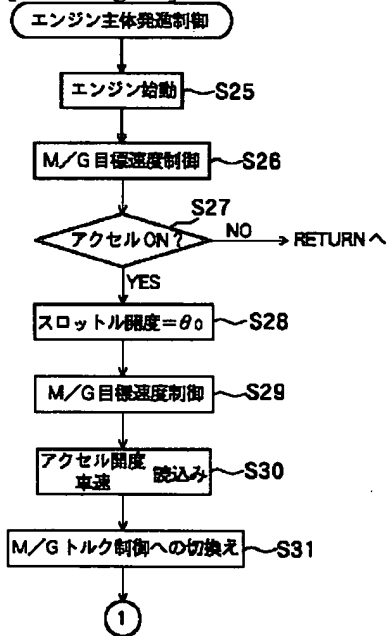 エンジン主体発進制御
エンジン始動 S25
M/G目標速度制御 S26
S27
アクセルON? NO RETURNへ
YES
スロットル開度=θ0 S28
M/G目標速度制御 S29
アクセル開度
車速 読込み S30
M/Gトルク制御への切換え S31
1